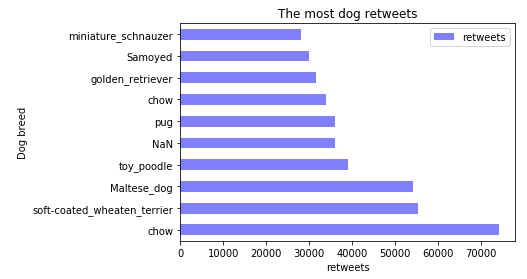 The most dog retweets
retweets
Dog breed
miniature_schnauzer
Samoyed
golden_retriever
chow
pug
NaN
toy_poodle
Maltese_dog
soft-coated_wheaten_terrier
chow
0 10000 20000 30000 40000 50000 60000 70000
retweets